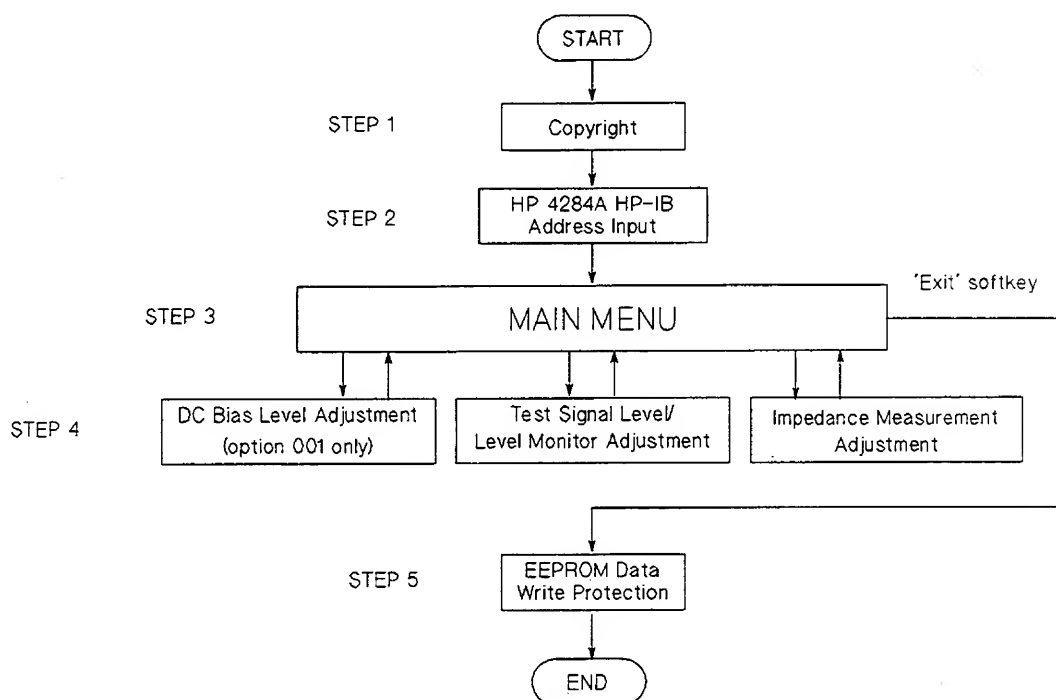 START
STEP 1
Copyright
STEP 2
HP 4284A HP-IB
Address Input
'Exit' softkey
STEP 3
MAIN MENU
STEP 4
DC Bias Level Adjustment
(option 001 only)
Test Signal Level/
Level Monitor Adjustment
Impedance Measurement
Adjustment
STEP 5
EEPROM Data
Write Protection
END